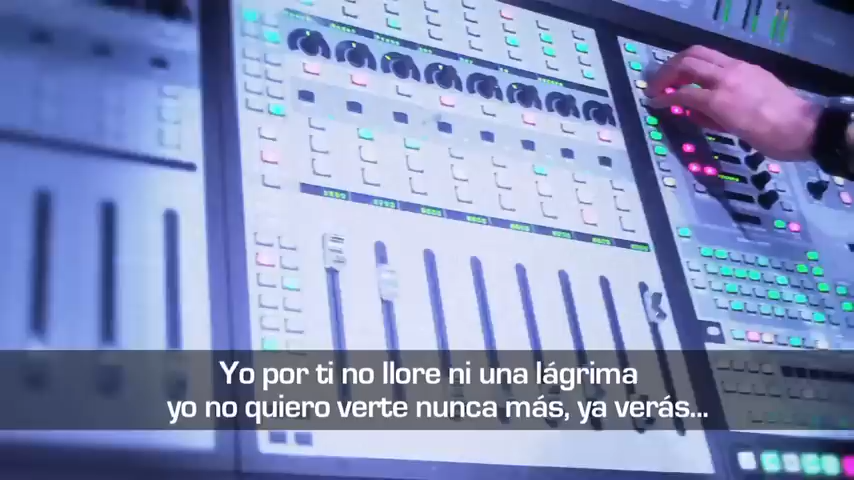 Yo por ti no llore ni una lágrima
yo no quiero verte nunca más, ya verás...